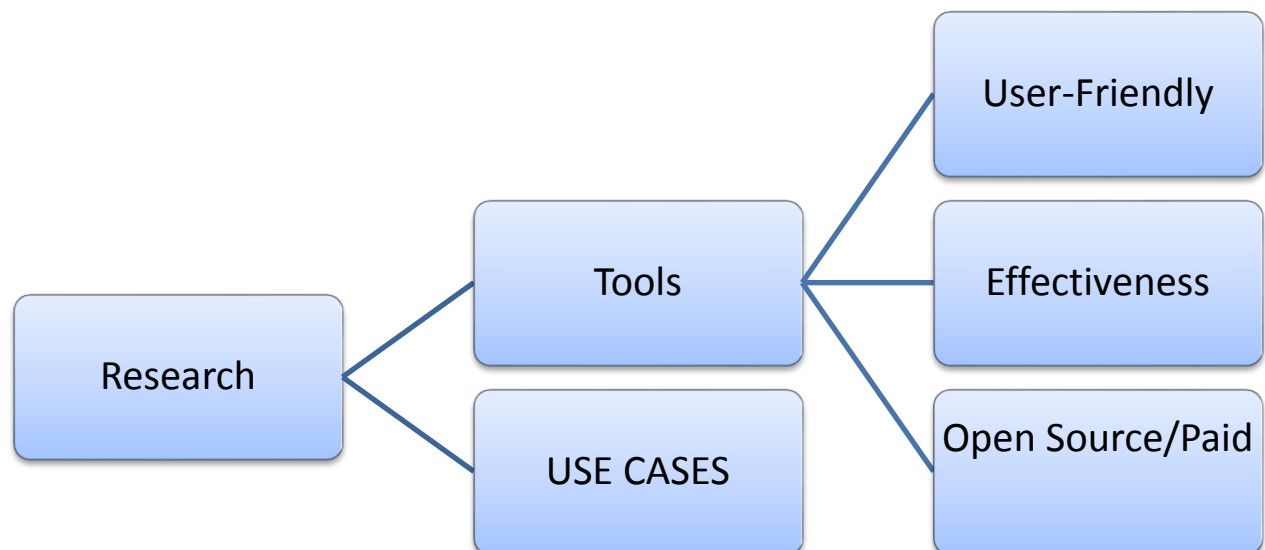 Research
Tools
USE CASES
User-Friendly
Effectiveness
Open Source/Paid